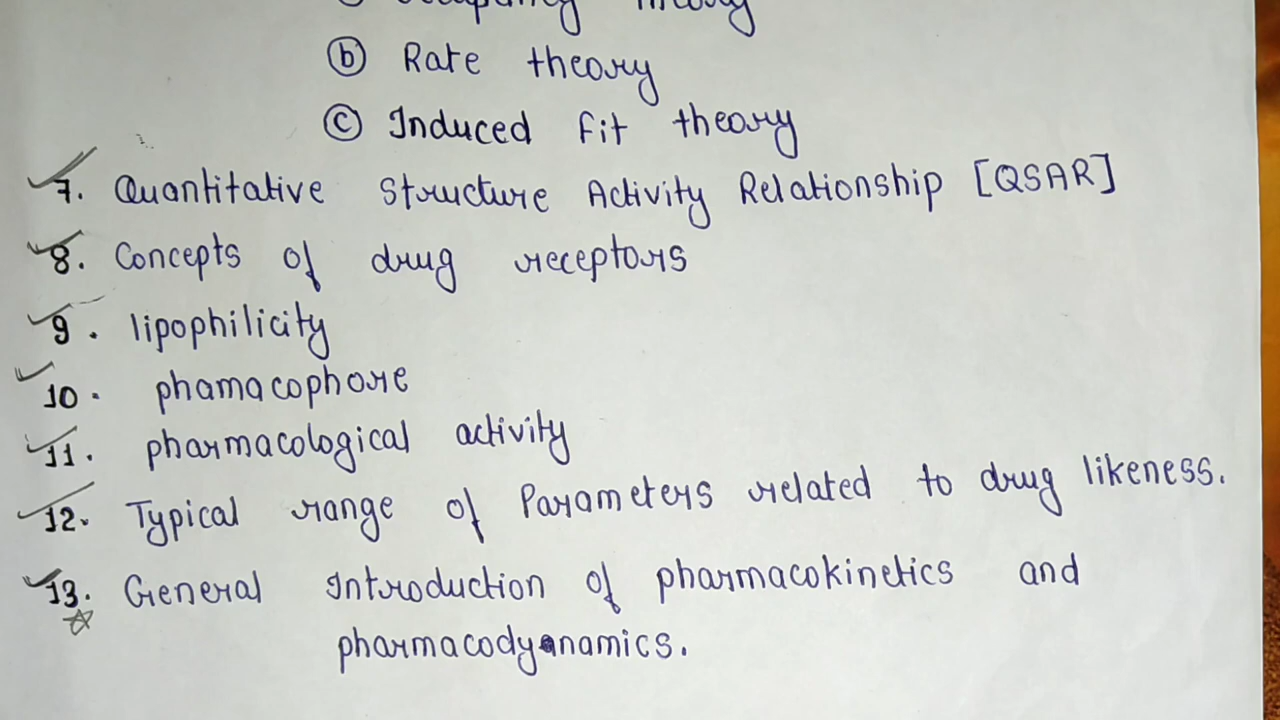 ⓐ Occupancy theory
ⓑ Rate theory
ⓒ Induced fit theory
7. Quantitative Structure Activity Relationship [QSAR]
8. Concepts of drug receptors
9. lipophilicity
10. phamacophore
11. pharmacological activity
12. Typical range of Parameters related to drug likeness.
13. General Introduction of pharmacokinetics and
pharmacodynamics.